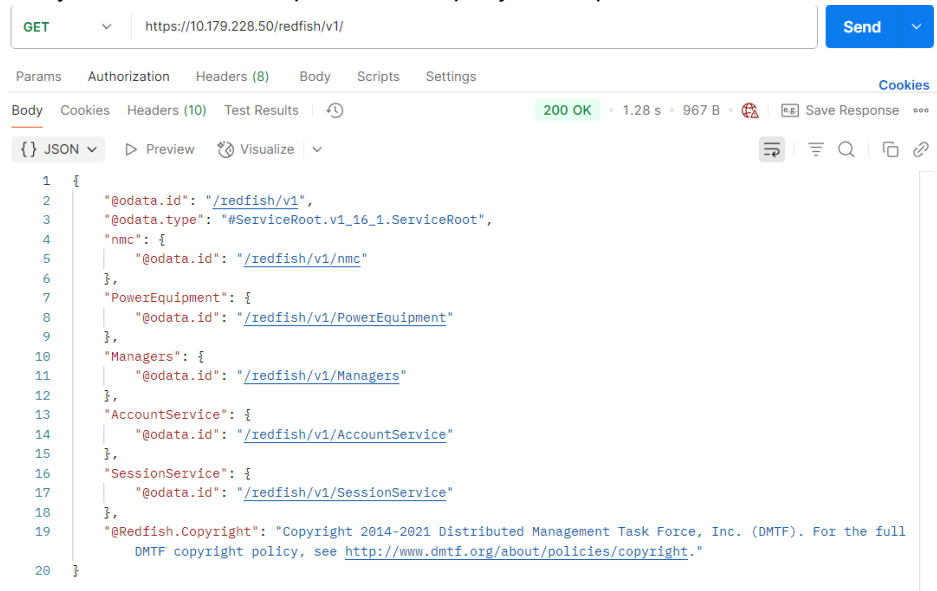 GET https://10.179.228.50/redfish/v1/ Send
Params Authorization Headers (8) Body Scripts Settings Cookies
Body Cookies Headers (10) Test Results 200 OK 1.28 s 967 B e.g. Save Response
{} JSON Preview Visualize
1 {
2 "@odata.id": "/redfish/v1",
3 "@odata.type": "#ServiceRoot.v1_16_1.ServiceRoot",
4 "nmc": {
5 "@odata.id": "/redfish/v1/nmc"
6 },
7 "PowerEquipment": {
8 "@odata.id": "/redfish/v1/PowerEquipment"
9 },
10 "Managers": {
11 "@odata.id": "/redfish/v1/Managers"
12 },
13 "AccountService": {
14 "@odata.id": "/redfish/v1/AccountService"
15 },
16 "SessionService": {
17 "@odata.id": "/redfish/v1/SessionService"
18 },
19 "@Redfish.Copyright": "Copyright 2014-2021 Distributed Management Task Force, Inc. (DMTF). For the full
DMTF copyright policy, see http://www.dmtf.org/about/policies/copyright."
20 }